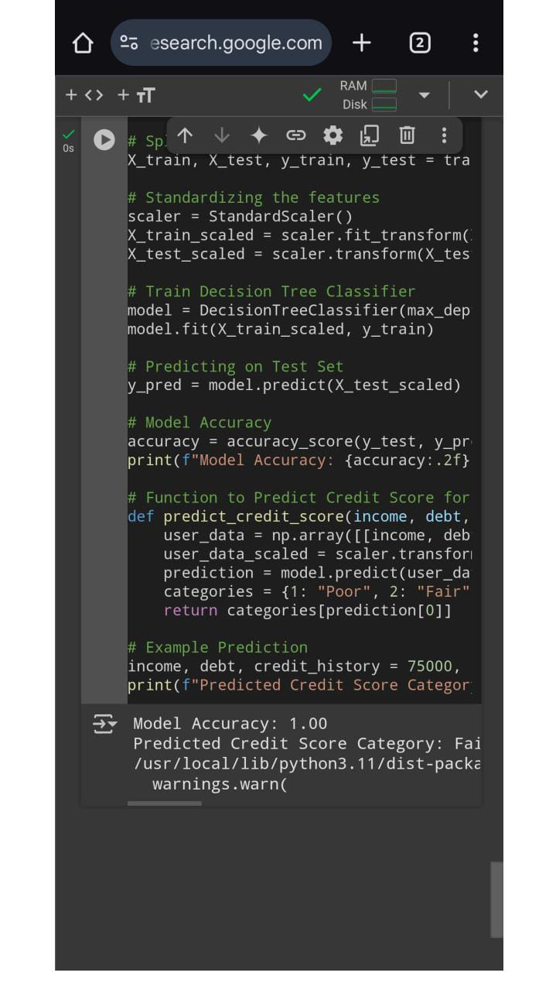 esearch.google.com
2
+ <> + TT
RAM
Disk
0s
# Spl
X_train, X_test, y_train, y_test = tra
# Standardizing the features
scaler = StandardScaler()
X_train_scaled = scaler.fit_transform(
X_test_scaled = scaler.transform(X_tes
# Train Decision Tree Classifier
model = DecisionTreeClassifier(max_dep
model.fit(X_train_scaled, y_train)
# Predicting on Test Set
y_pred = model.predict(X_test_scaled)
# Model Accuracy
accuracy = accuracy_score(y_test, y_pr
print(f"Model Accuracy: {accuracy:.2f}
# Function to Predict Credit Score for
def predict_credit_score(income, debt,
    user_data = np.array([[income, deb
    user_data_scaled = scaler.transfor
    prediction = model.predict(user_da
    categories = {1: "Poor", 2: "Fair"
    return categories[prediction[0]]
# Example Prediction
income, debt, credit_history = 75000,
print(f"Predicted Credit Score Categor
Model Accuracy: 1.00
Predicted Credit Score Category: Fai
/usr/local/lib/python3.11/dist-packa
  warnings.warn(